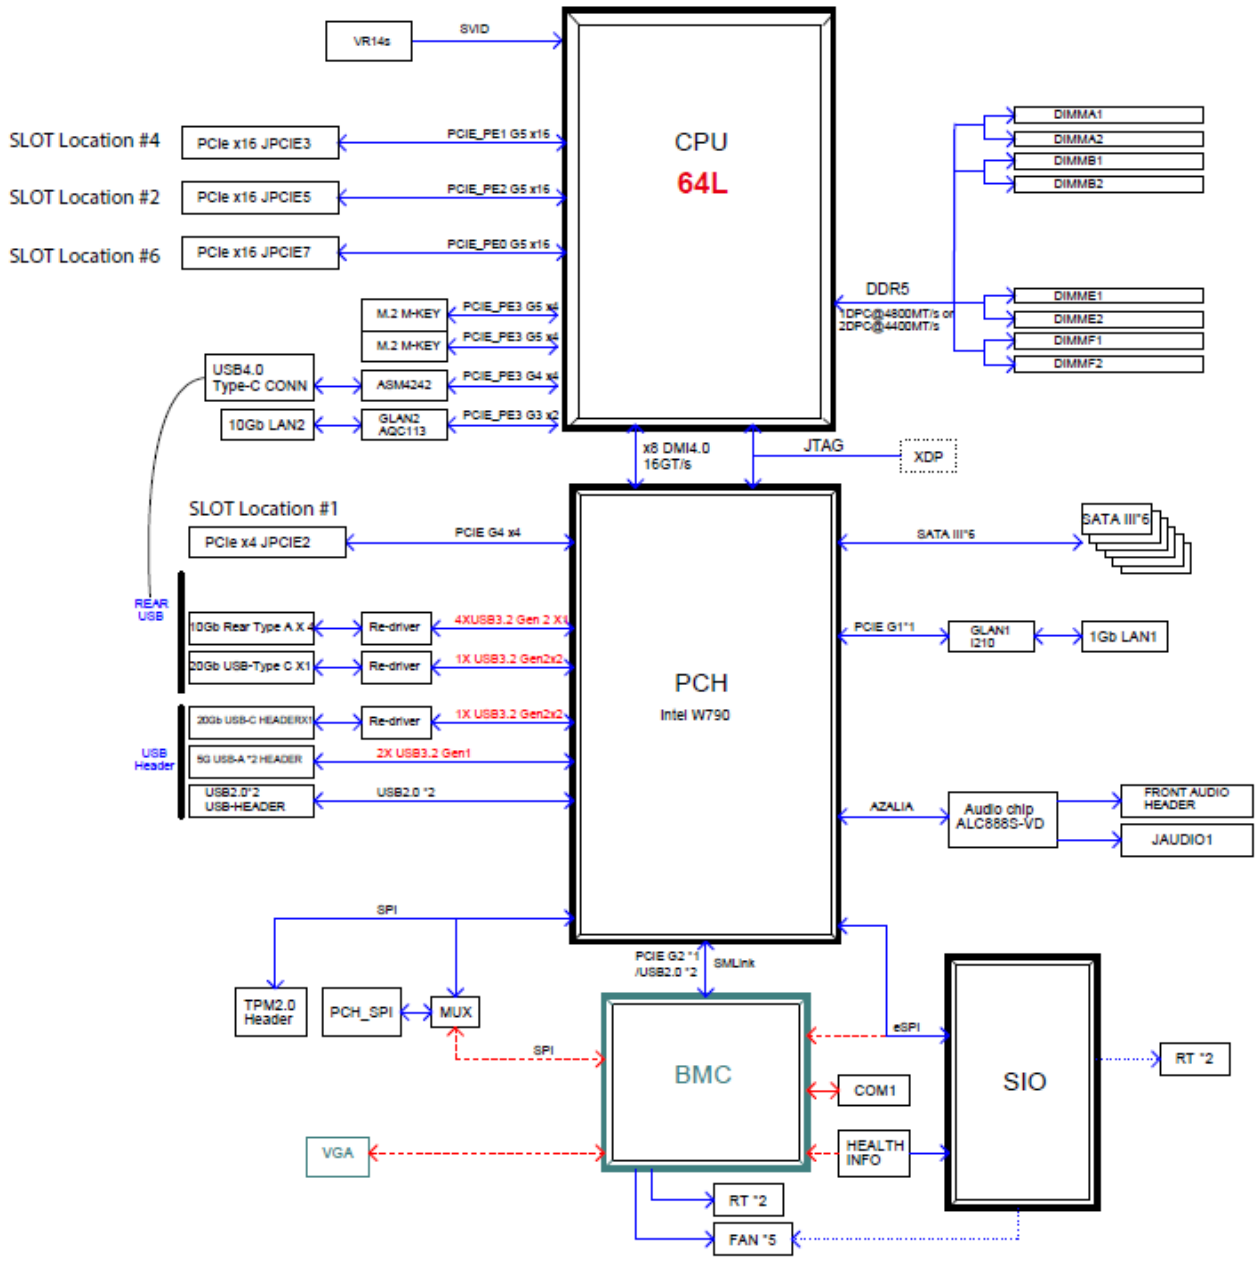 VR14s
SVID
CPU
64L
SLOT Location #4
PCIe x16 JPCIE3
PCIE_PE1 G5 x16
SLOT Location #2
PCIe x16 JPCIE5
PCIE_PE2 G5 x16
SLOT Location #6
PCIe x16 JPCIE7
PCIE_PE0 G5 x16
M.2 M-KEY
PCIE_PE3 G5 x4
M.2 M-KEY
PCIE_PE3 G5 x4
USB4.0
Type-C CONN
ASM4242
PCIE_PE3 G4 x4
10Gb LAN2
GLAN2
AQC113
PCIE_PE3 G3 x2
DDR5
1DPC@4800MT/s or
2DPC@4400MT/s
DIMMA1
DIMMA2
DIMMB1
DIMMB2
DIMME1
DIMME2
DIMMF1
DIMMF2
x8 DMI4.0
16GT/s
JTAG
XDP
SLOT Location #1
PCIe x4 JPCIE2
PCIE G4 x4
PCH
Intel W790
REAR
USB
10Gb Rear Type A X 4
Re-driver
4XUSB3.2 Gen 2 X
20Gb USB-Type C X1
Re-driver
1X USB3.2 Gen2x2
USB
Header
20Gb USB-C HEADERX1
Re-driver
1X USB3.2 Gen2x2
5G USB-A *2 HEADER
2X USB3.2 Gen1
USB2.0*2
USB-HEADER
USB2.0 *2
SATA III*6
SATA III*6
PCIE G1*1
GLAN1
I210
1Gb LAN1
AZALIA
Audio chip
ALC888S-VD
FRONT AUDIO
HEADER
JAUDIO1
SPI
TPM2.0
Header
PCH_SPI
MUX
SPI
PCIE G2 *1
/USB2.0 *2
SMLink
BMC
eSPI
SIO
RT *2
COM1
HEALTH
INFO
VGA
RT *2
FAN *5